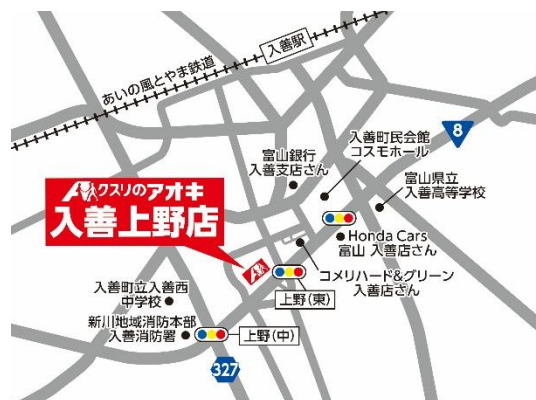 入善駅
あいの風とやま鉄道
8
入善町民会館
コスモホール
富山銀行
入善支店さん
富山県立
入善高等学校
クスリのアオキ
入善上野店
Honda Cars
富山 入善店さん
コメリハード&グリーン
入善店さん
上野(東)
入善町立入善西
中学校
新川地域消防本部
入善消防署
上野(中)
327